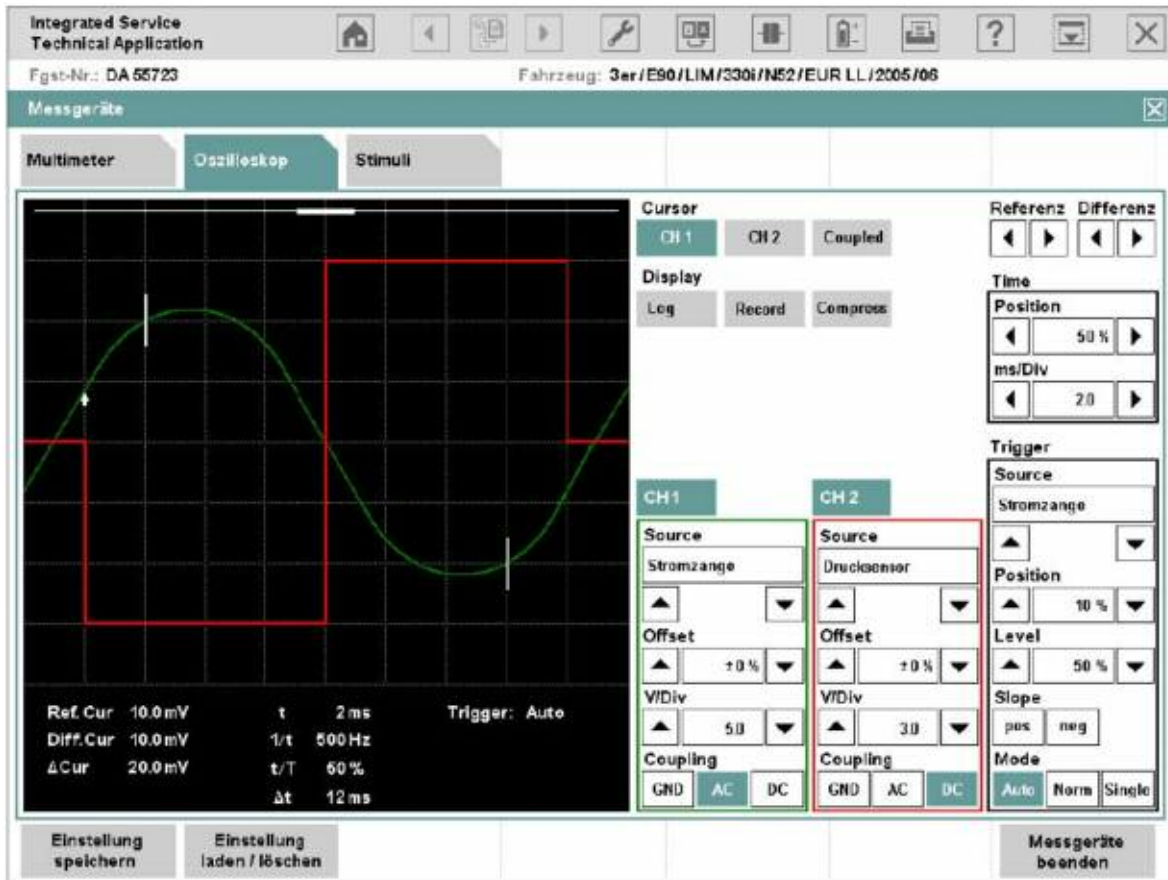 Integrated Service
Technical Application
Fgst-Nr.: DA 55723
Fahrzeug: 3er/E90/LIM/330i/N52/EUR LL/2005/06
Messgeräte
Multimeter
Oszilloskop
Stimuli
Cursor
CH 1
CH 2
Coupled
Referenz
Differenz
Display
Log
Record
Compress
Time
Position
50 %
ms/Div
2.0
Trigger
Source
Stromzange
Position
10 %
Level
50 %
Slope
pos
neg
Mode
Auto
Norm
Single
CH 1
Source
Stromzange
Offset
±0 %
V/Div
5.0
Coupling
GND
AC
DC
CH 2
Source
Drucksensor
Offset
±0 %
V/Div
3.0
Coupling
GND
AC
DC
Ref. Cur 10.0 mV
Diff. Cur 10.0 mV
ΔCur 20.0 mV
t 2 ms
1/t 500 Hz
t/T 60 %
Δt 12 ms
Trigger: Auto
Einstellung
speichern
Einstellung
laden / löschen
Messgeräte
beenden